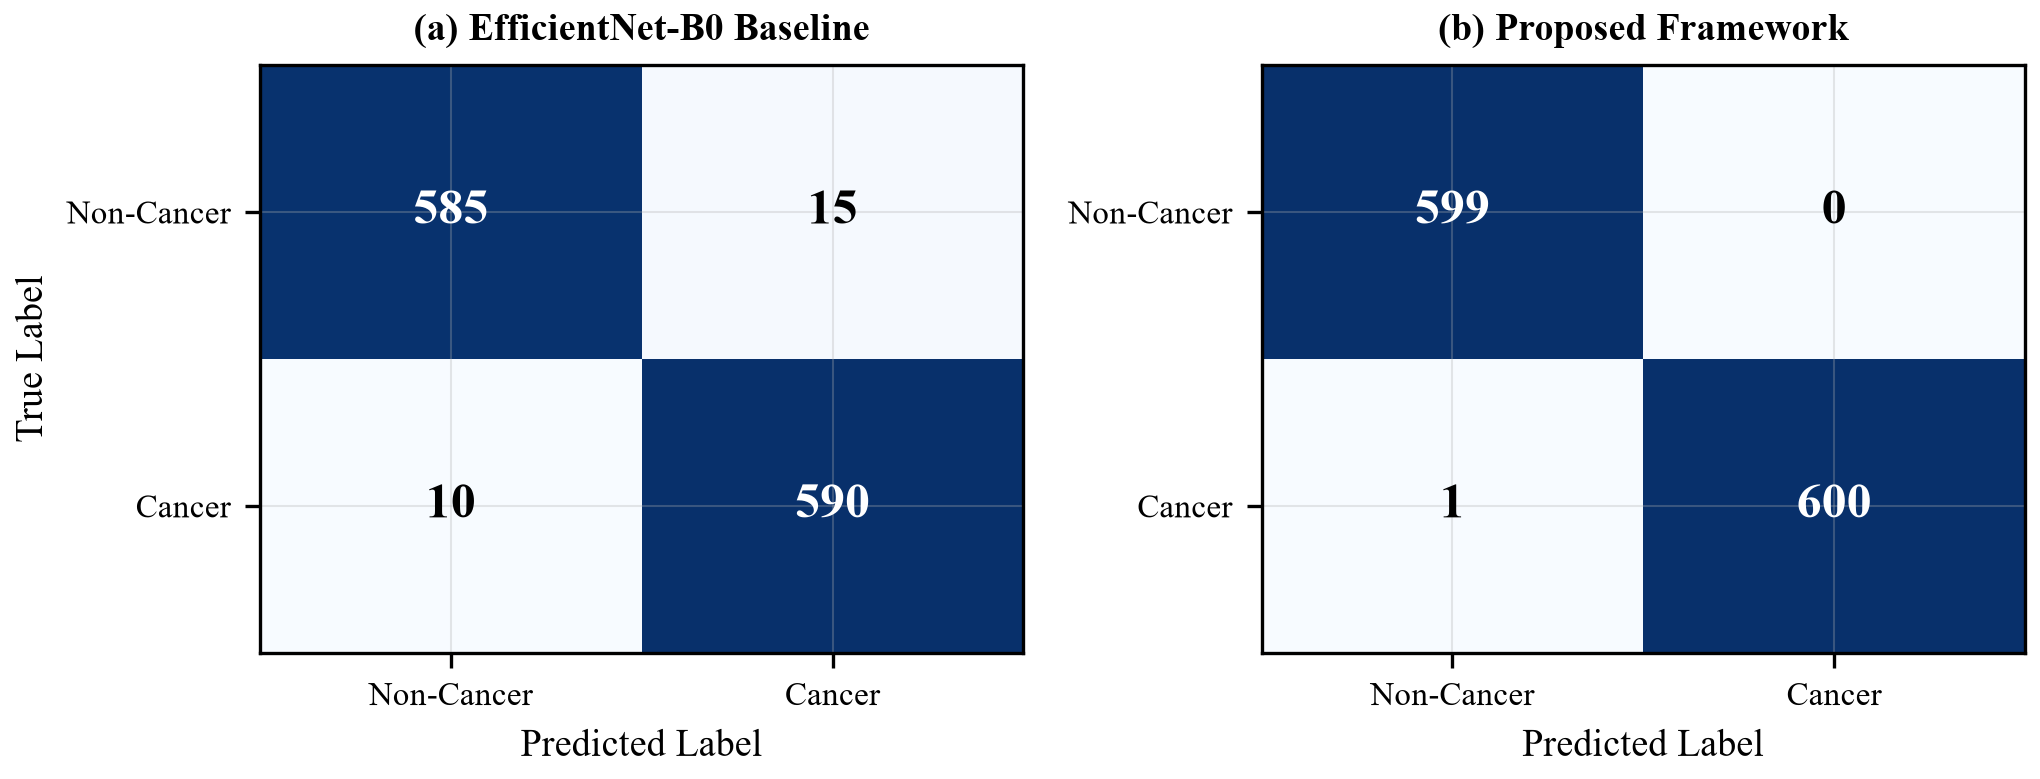 (a) EfficientNet-B0 Baseline
True Label
Non-Cancer
585
15
Cancer
10
590
Non-Cancer
Cancer
Predicted Label
(b) Proposed Framework
Non-Cancer
599
0
Cancer
1
600
Non-Cancer
Cancer
Predicted Label